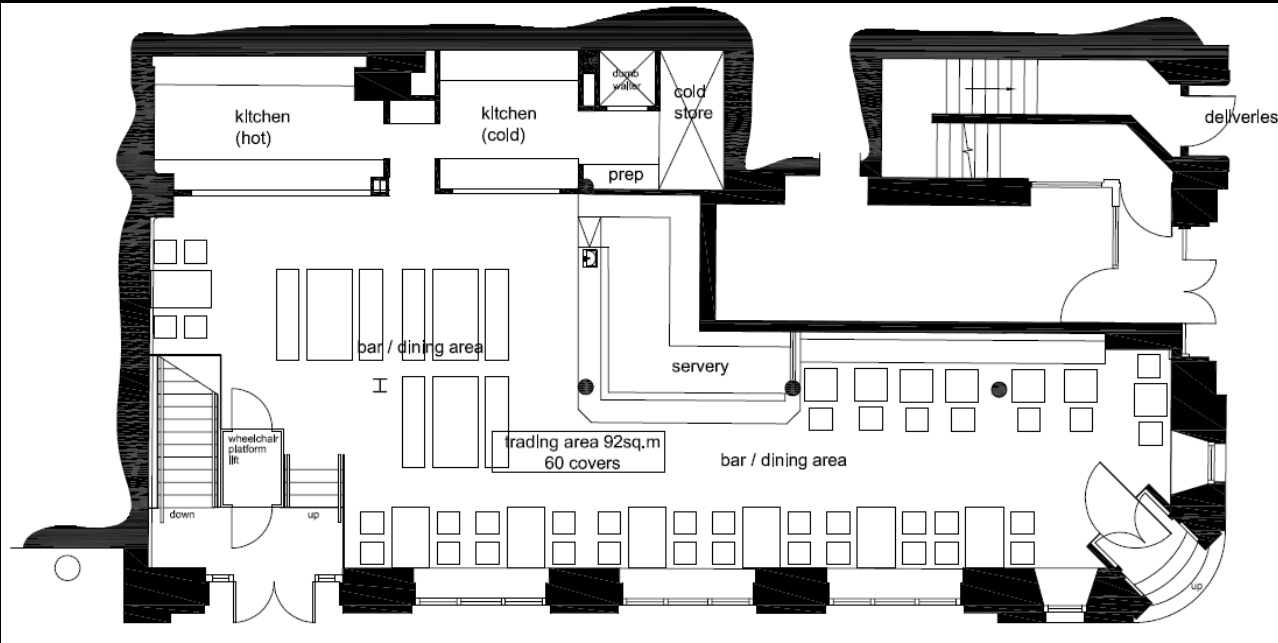 kitchen
(hot)
kitchen
(cold)
dumb
waiter
cold
store
prep
deliveries
bar / dining area
servery
wheelchair
platform
lift
trading area 92sq.m
60 covers
bar / dining area
down
up
up